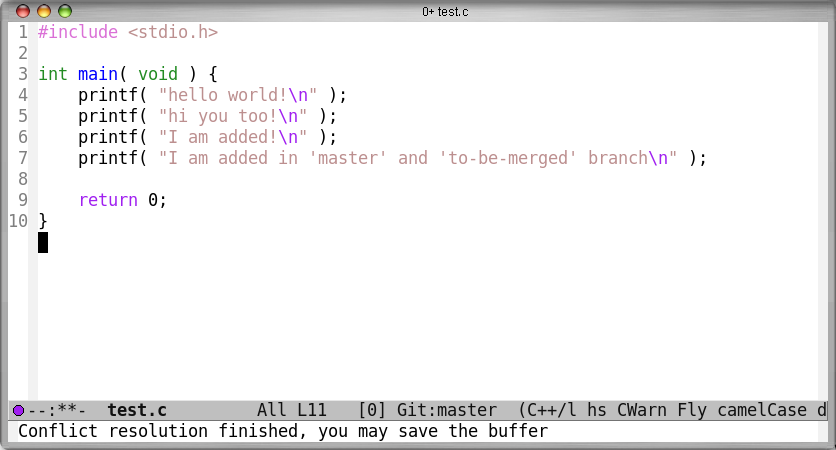 0+ test.c
1 #include <stdio.h>
2
3 int main( void ) {
4     printf( "hello world!\n" );
5     printf( "hi you too!\n" );
6     printf( "I am added!\n" );
7     printf( "I am added in 'master' and 'to-be-merged' branch\n" );
8
9     return 0;
10 }
--:**-  test.c         All L11   [0] Git:master  (C++/l hs CWarn Fly camelCase d
Conflict resolution finished, you may save the buffer